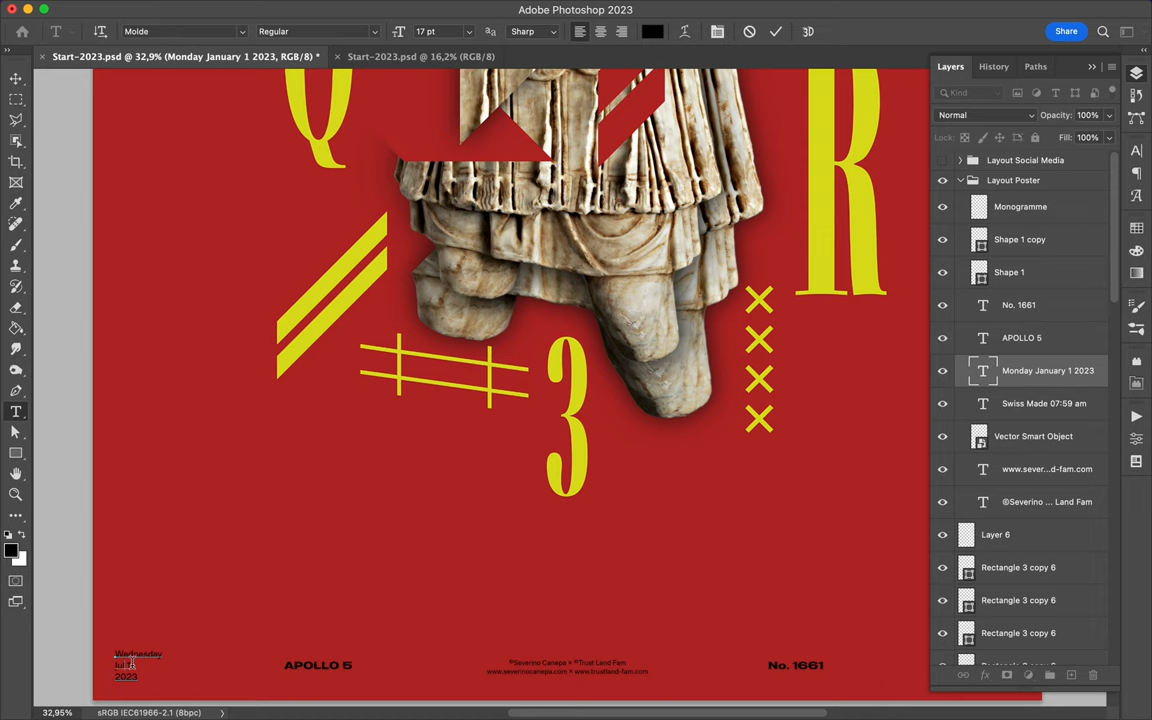 Adobe Photoshop 2023
Molde
Regular
17 pt
Sharp
3D
Share
Start-2023.psd @ 32,9% (Monday January 1 2023, RGB/8) *
Start-2023.psd @ 16,2% (RGB/8)
Layers
History
Paths
Kind
Normal
Opacity:
100%
Lock:
Fill:
100%
Layout Social Media
Layout Poster
Monogramme
Shape 1 copy
Shape 1
No. 1661
APOLLO 5
Monday January 1 2023
Swiss Made 07:59 am
Vector Smart Object
www.sever...d-fam.com
©Severino ... Land Fam
Layer 6
Rectangle 3 copy 6
Rectangle 3 copy 6
Rectangle 3 copy 6
Q
R
3
Wednesday
2023
APOLLO 5
©Severino Canepa × ©Trust Land Fam
www.severinocanepa.com × www.trustland-fam.com
No. 1661
32,95%
sRGB IEC61966-2.1 (8bpc)